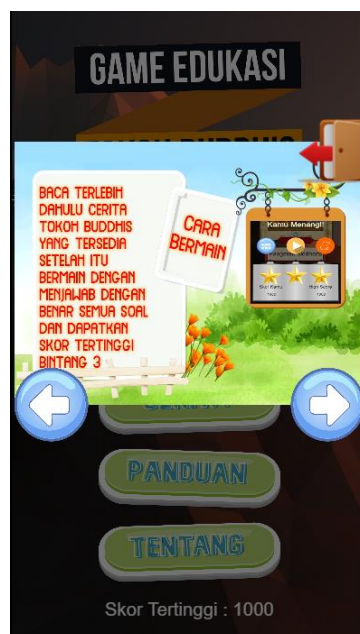 GAME EDUKASI
BACA TERLEBIH
DAHULU CERITA
TOKOH BUDDHIS
YANG TERSEDIA
SETELAH ITU
BERMAIN DENGAN
MENJAWAB DENGAN
BENAR SEMUA SOAL
DAN DAPATKAN
SKOR TERTINGGI
BINTANG 3
CARA
BERMAIN
Kamu Menang!!
PANDUAN
TENTANG
Skor Tertinggi : 1000